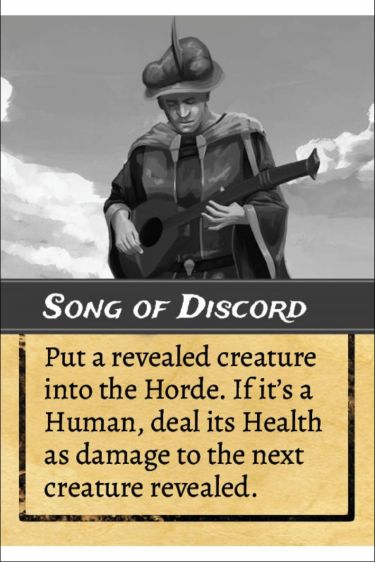 Song of Discord
Put a revealed creature
into the Horde. If it’s a
Human, deal its Health
as damage to the next
creature revealed.